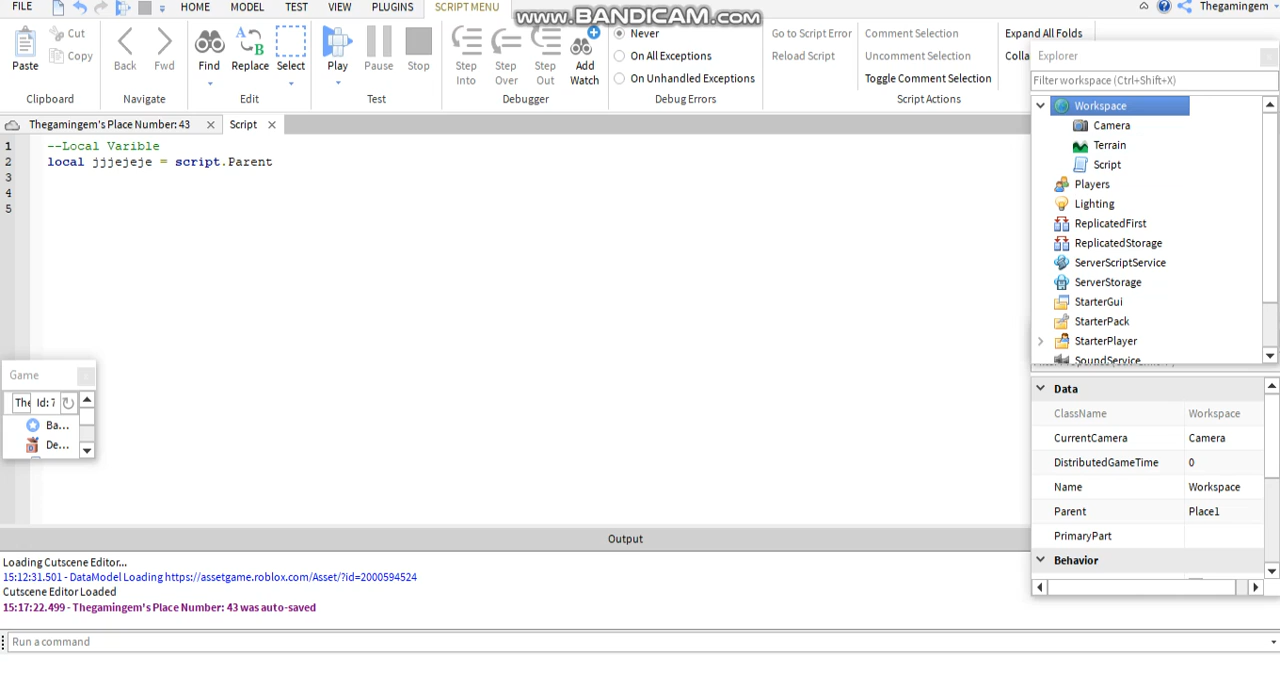 FILE HOME MODEL TEST VIEW PLUGINS SCRIPT MENU www.BANDICAM.com Thegamingem
Paste Cut Copy Clipboard
Back Fwd Navigate
Find Replace Select Edit
Play Pause Stop Test
Step Into Step Over Step Out Add Watch Debugger
Never
On All Exceptions
On Unhandled Exceptions
Debug Errors
Go to Script Error
Reload Script
Comment Selection
Uncomment Selection
Toggle Comment Selection
Script Actions
Expand All Folds
Colla
Thegamingem's Place Number: 43 Script
1 --Local Varible
2 local jjjejeje = script.Parent
3
4
5
Explorer
Filter workspace (Ctrl+Shift+X)
Workspace
Camera
Terrain
Script
Players
Lighting
ReplicatedFirst
ReplicatedStorage
ServerScriptService
ServerStorage
StarterGui
StarterPack
StarterPlayer
SoundService
Data
ClassName Workspace
CurrentCamera Camera
DistributedGameTime 0
Name Workspace
Parent Place1
PrimaryPart
Behavior
Game
The Id:7
Ba...
De...
Output
Loading Cutscene Editor...
15:12:31.501 - DataModel Loading https://assetgame.roblox.com/Asset/?id=2000594524
Cutscene Editor Loaded
15:17:22.499 - Thegamingem's Place Number: 43 was auto-saved
Run a command